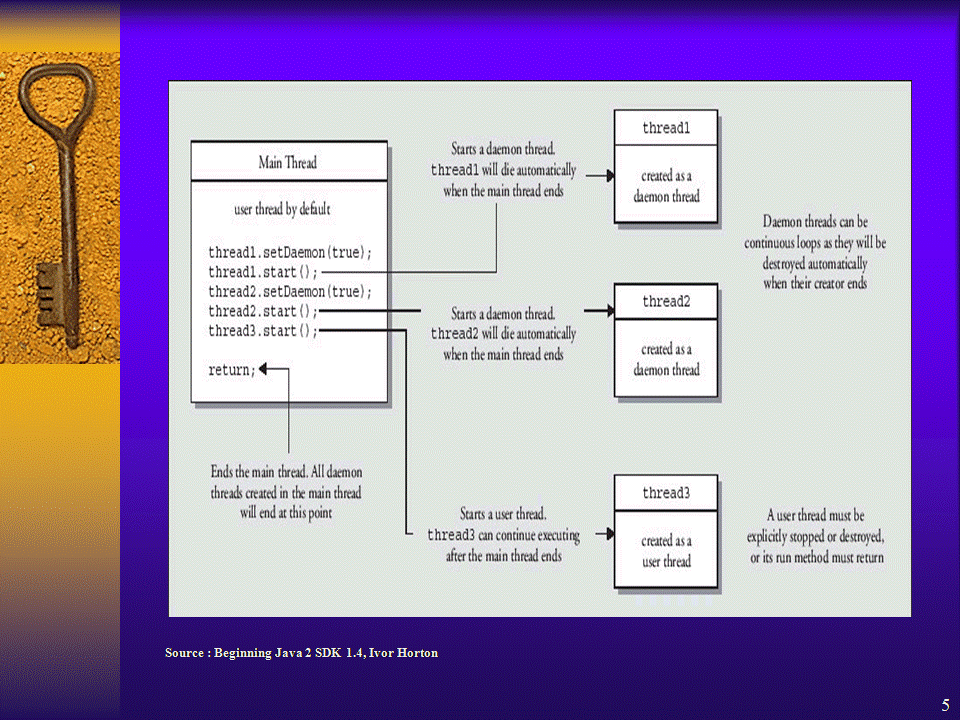 Main Thread
user thread by default
thread1.setDaemon(true);
thread1.start();
thread2.setDaemon(true);
thread2.start();
thread3.start();
return;
Ends the main thread. All daemon
threads created in the main thread
will end at this point
Starts a daemon thread.
thread1 will die automatically
when the main thread ends
thread1
created as a
daemon thread
Daemon threads can be
continuous loops as they will be
destroyed automatically
when their creator ends
Starts a daemon thread.
thread2 will die automatically
when the main thread ends
thread2
created as a
daemon thread
Starts a user thread.
thread3 can continue executing
after the main thread ends
thread3
created as a
user thread
A user thread must be
explicitly stopped or destroyed,
or its run method must return
Source : Beginning Java 2 SDK 1.4, Ivor Horton
5